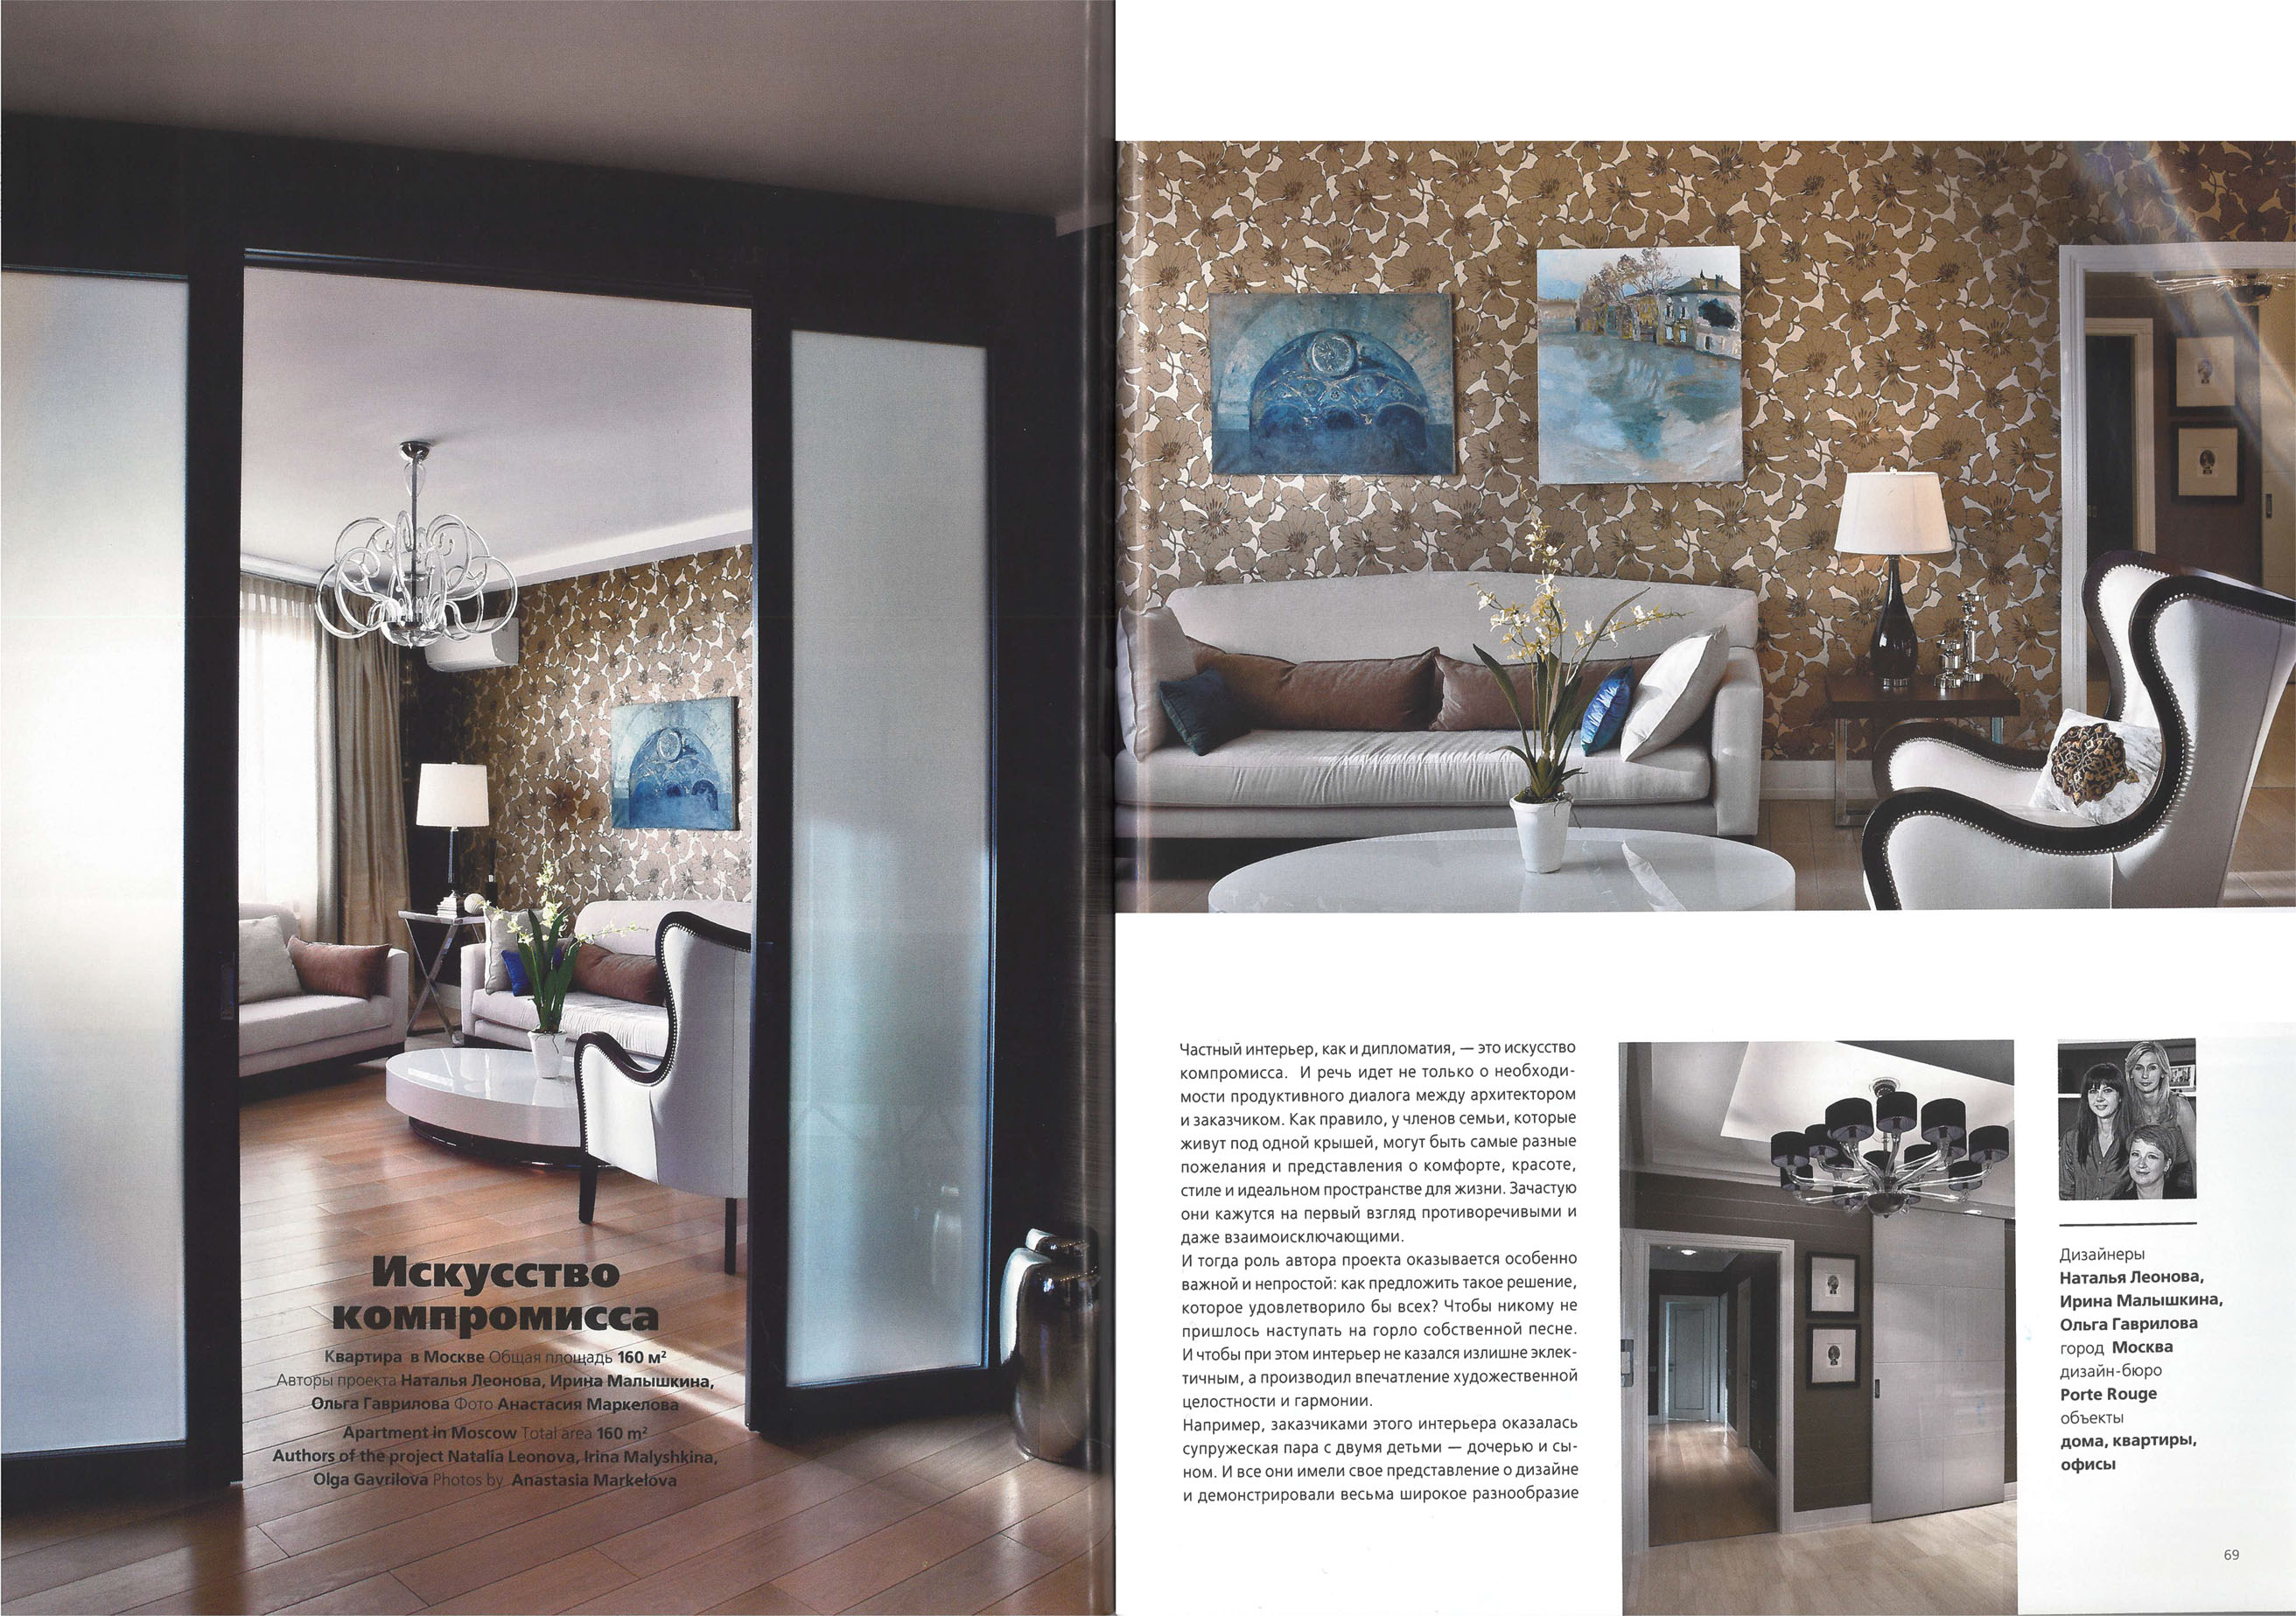 Искусство
компромисса
Квартира в Москве Общая площадь 160 м²
Авторы проекта Наталья Леонова, Ирина Малышкина,
Ольга Гаврилова Фото Анастасия Маркелова
Apartment in Moscow Total area 160 m²
Authors of the project Natalia Leonova, Irina Malyshkina,
Olga Gavrilova Photos by Anastasia Markelova
Частный интерьер, как и дипломатия, — это искусство
компромисса. И речь идет не только о необходи-
мости продуктивного диалога между архитектором
и заказчиком. Как правило, у членов семьи, которые
живут под одной крышей, могут быть самые разные
пожелания и представления о комфорте, красоте,
стиле и идеальном пространстве для жизни. Зачастую
они кажутся на первый взгляд противоречивыми и
даже взаимоисключающими.
И тогда роль автора проекта оказывается особенно
важной и непростой: как предложить такое решение,
которое удовлетворило бы всех? Чтобы никому не
пришлось наступать на горло собственной песне.
И чтобы при этом интерьер не казался излишне эклек-
тичным, а производил впечатление художественной
целостности и гармонии.
Например, заказчиками этого интерьера оказалась
супружеская пара с двумя детьми — дочерью и сы-
ном. И все они имели свое представление о дизайне
и демонстрировали весьма широкое разнообразие
Дизайнеры
Наталья Леонова,
Ирина Малышкина,
Ольга Гаврилова
город Москва
дизайн-бюро
Porte Rouge
объекты
дома, квартиры,
офисы
69